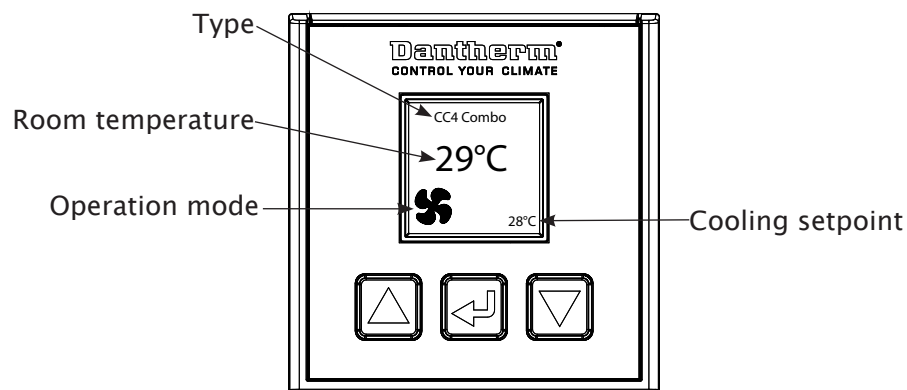 Type
Dantherm®
CONTROL YOUR CLIMATE
CC4 Combo
Room temperature
29°C
Operation mode
28°C
Cooling setpoint